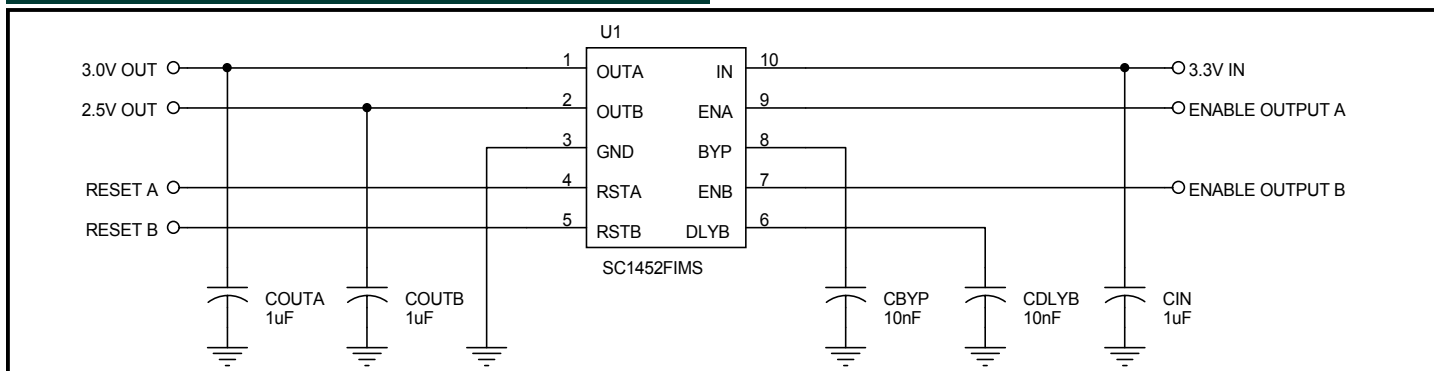 U1
3.0V OUT
1
OUTA
IN
10
3.3V IN
2.5V OUT
2
OUTB
ENA
9
ENABLE OUTPUT A
3
GND
BYP
8
RESET A
4
RSTA
ENB
7
ENABLE OUTPUT B
RESET B
5
RSTB
DLYB
6
SC1452FIMS
COUTA
1uF
COUTB
1uF
CBYP
10nF
CDLYB
10nF
CIN
1uF